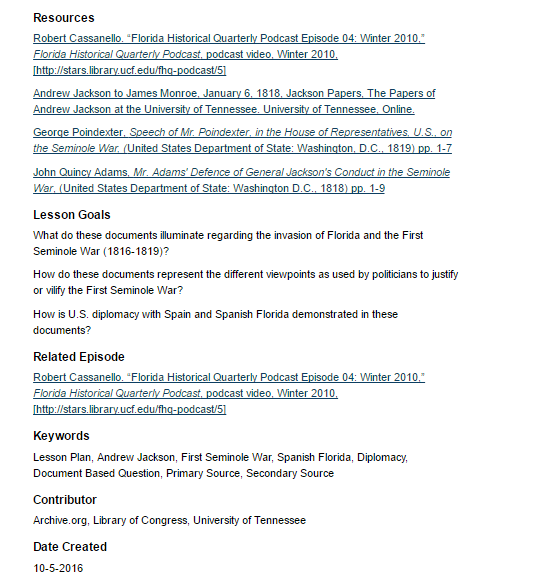 Resources
Robert Cassanello. “Florida Historical Quarterly Podcast Episode 04: Winter 2010,”
Florida Historical Quarterly Podcast, podcast video, Winter 2010,
[http://stars.library.ucf.edu/fhq-podcast/5]
Andrew Jackson to James Monroe, January 6, 1818, Jackson Papers, The Papers of
Andrew Jackson at the University of Tennessee. University of Tennessee, Online.
George Poindexter, Speech of Mr. Poindexter, in the House of Representatives, U.S., on
the Seminole War, (United States Department of State: Washington, D.C., 1819) pp. 1-7
John Quincy Adams, Mr. Adams' Defence of General Jackson's Conduct in the Seminole
War, (United States Department of State: Washington D.C., 1818) pp. 1-9
Lesson Goals
What do these documents illuminate regarding the invasion of Florida and the First
Seminole War (1816-1819)?
How do these documents represent the different viewpoints as used by politicians to justify
or vilify the First Seminole War?
How is U.S. diplomacy with Spain and Spanish Florida demonstrated in these
documents?
Related Episode
Robert Cassanello. “Florida Historical Quarterly Podcast Episode 04: Winter 2010,”
Florida Historical Quarterly Podcast, podcast video, Winter 2010,
[http://stars.library.ucf.edu/fhq-podcast/5]
Keywords
Lesson Plan, Andrew Jackson, First Seminole War, Spanish Florida, Diplomacy,
Document Based Question, Primary Source, Secondary Source
Contributor
Archive.org, Library of Congress, University of Tennessee
Date Created
10-5-2016